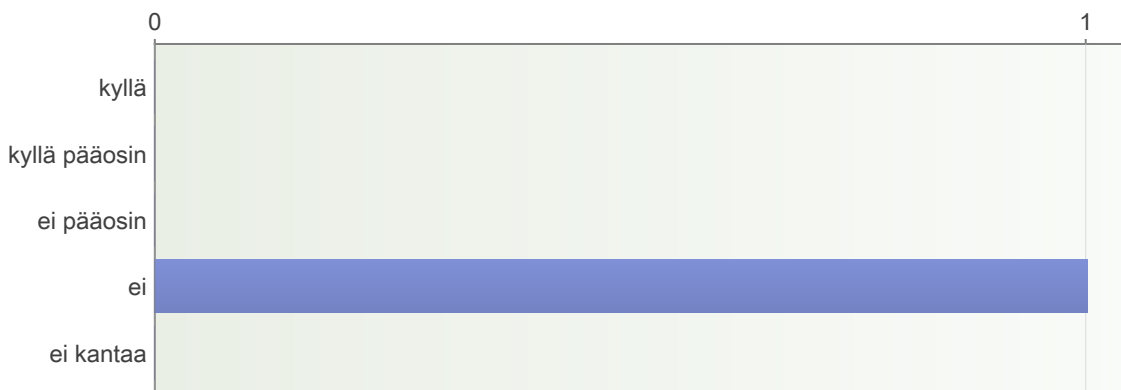 0 1
kyllä
kyllä pääosin
ei pääosin
ei
ei kantaa